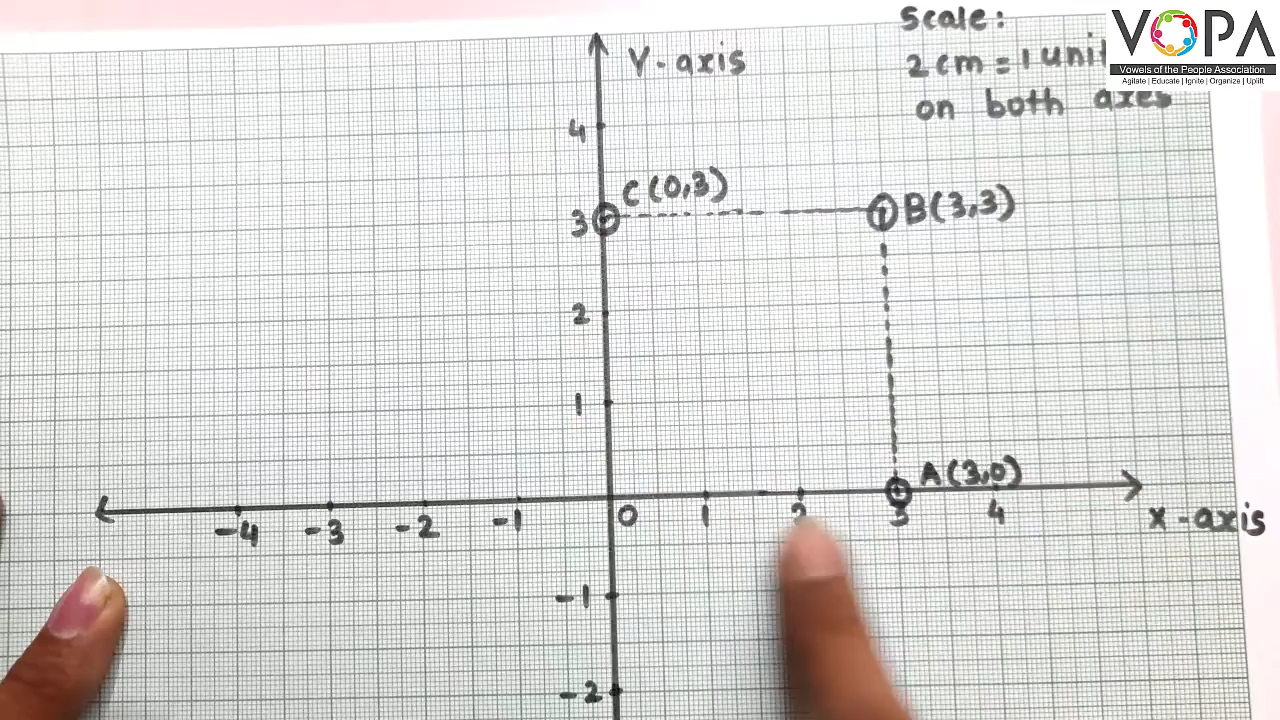 Scale:
2 cm = 1 unit
on both axes
VOPA
Vowels of the People Association
Agitate | Educate | Ignite | Organize | Uplift
Y-axis
4
C(0,3)
3
B(3,3)
2
1
A(3,0)
-4 -3 -2 -1 0 1 2 3 4
X-axis
-1
-2